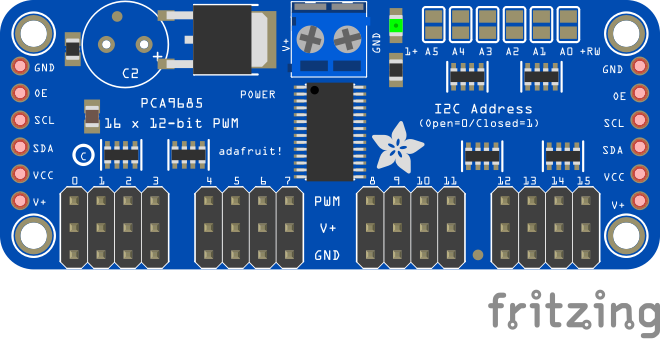 V+
GND
1+ A5 A4 A3 A2 A1 A0 +RW
C2 +
GND
GND
OE
POWER
OE
PCA9685
I2C Address
SCL
16 x 12-bit PWM
(Open=0/Closed=1)
SCL
SDA
C
adafruit!
SDA
VCC
0 1 2 3 4 5 6 7 8 9 10 11 12 13 14 15
VCC
V+
PWM
V+
V+
GND
fritzing